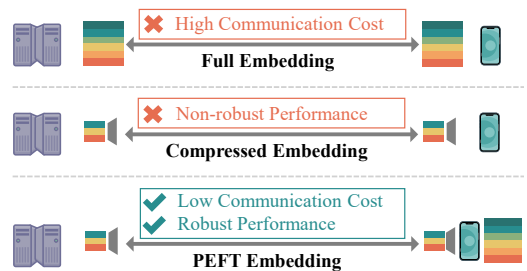 High Communication Cost
Full Embedding
Non-robust Performance
Compressed Embedding
Low Communication Cost
Robust Performance
PEFT Embedding